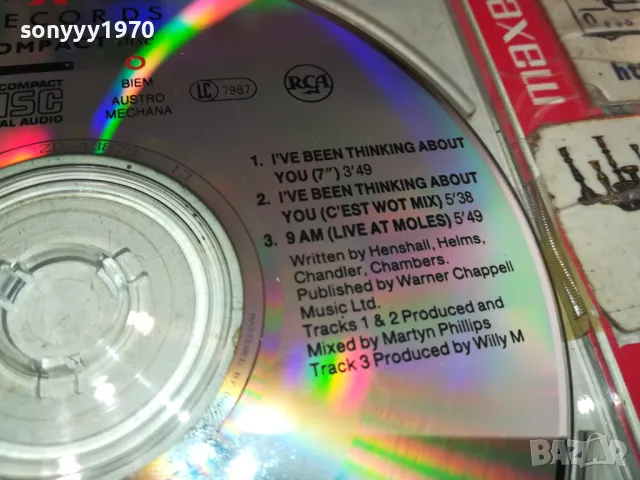 sonyyy1970
RECORDS
COMPACT disc
COMPACT
DISC
DIGITAL AUDIO
BIEM
AUSTRO
MECHANA
LC 7987
RCA
maxell
1. I'VE BEEN THINKING ABOUT
YOU (7") 3'49
2. I'VE BEEN THINKING ABOUT
YOU (C'EST WOT MIX) 5'38
3. 9 AM (LIVE AT MOLES) 5'49
Written by Henshall, Helms,
Chandler, Chambers.
Published by Warner Chappell
Music Ltd.
Tracks 1 & 2 Produced and
Mixed by Martyn Phillips
Track 3 Produced by Willy M
BAZAR